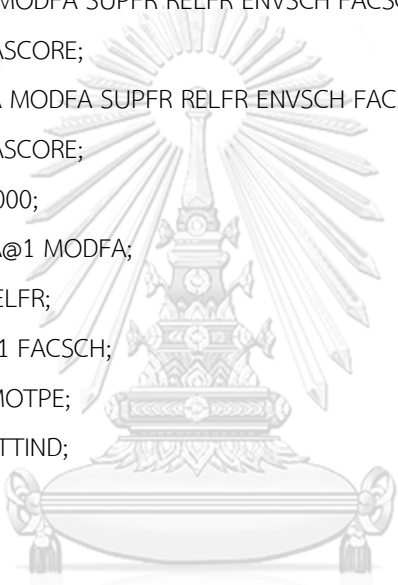 MODFA SUPFR RELFR ENVSCH FACSC
ASCORE;
A MODFA SUPFR RELFR ENVSCH FAC
ASCORE;
000;
A@1 MODFA;
ELFR;
1 FACSCH;
MOTPE;
TTIND;